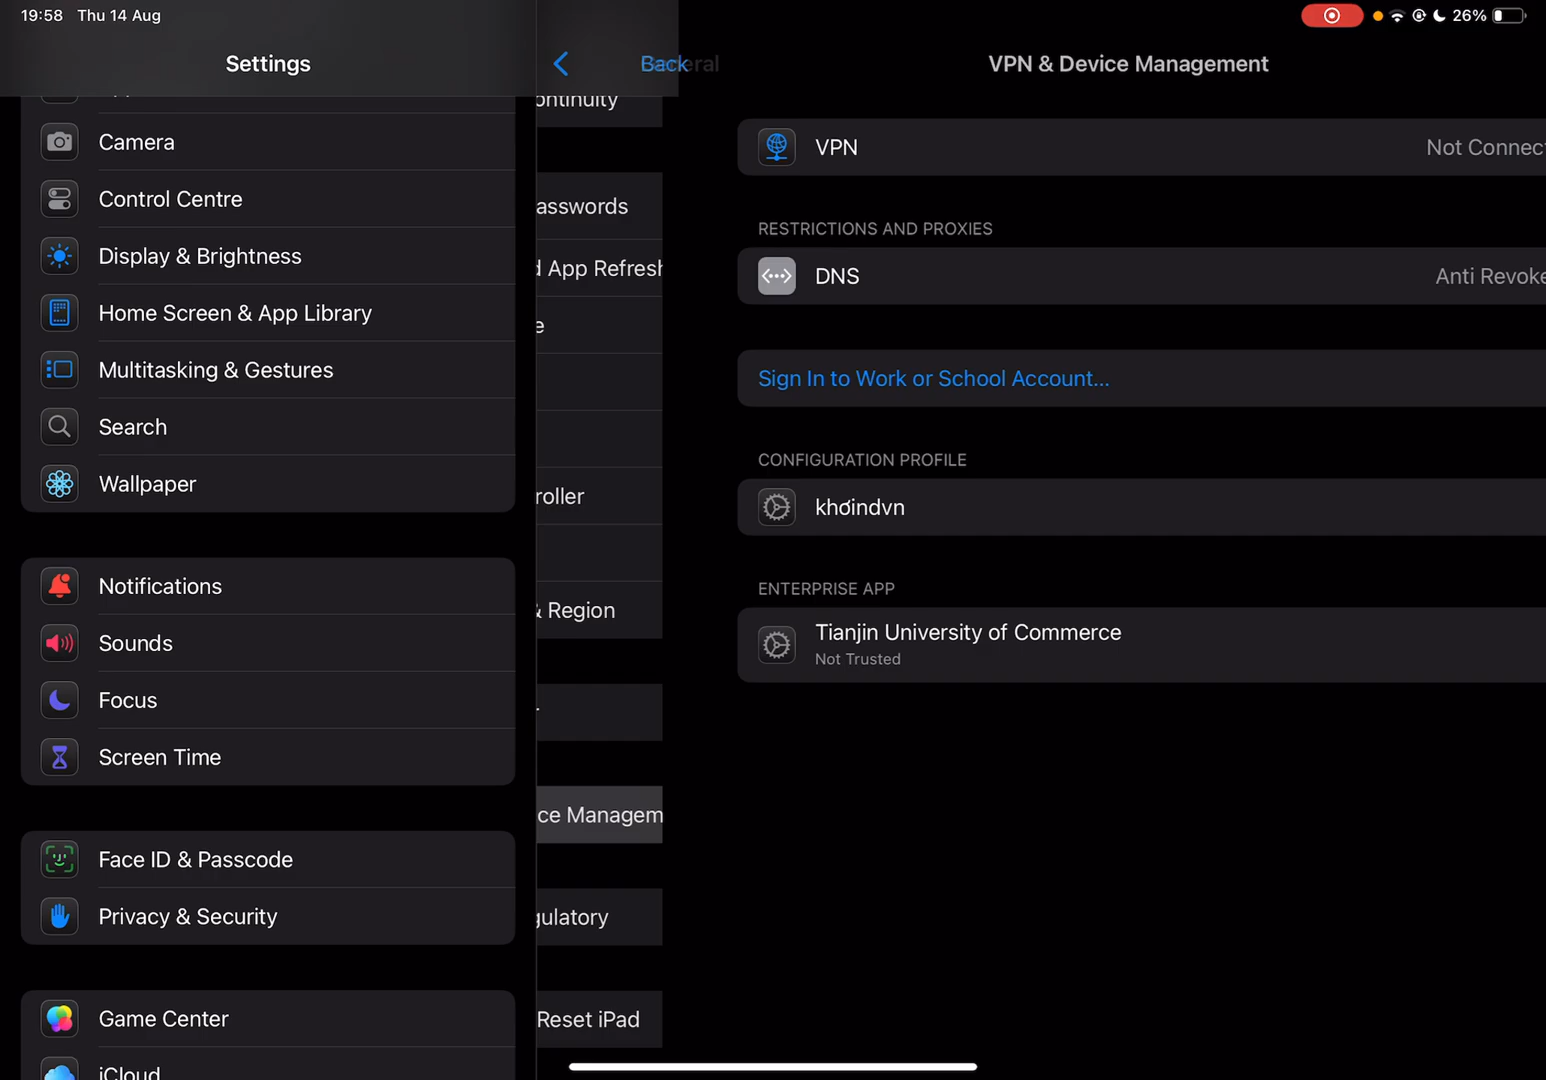 19:58 Thu 14 Aug
26%
Settings
Camera
Control Centre
Display & Brightness
Home Screen & App Library
Multitasking & Gestures
Search
Wallpaper
Notifications
Sounds
Focus
Screen Time
Face ID & Passcode
Privacy & Security
Game Center
iCloud
Back
ontinuity
asswords
d App Refresh
e
roller
& Region
ce Managem
gulatory
Reset iPad
VPN & Device Management
VPN
Not Connec
RESTRICTIONS AND PROXIES
DNS
Anti Revoke
Sign In to Work or School Account...
CONFIGURATION PROFILE
khơindvn
ENTERPRISE APP
Tianjin University of Commerce
Not Trusted